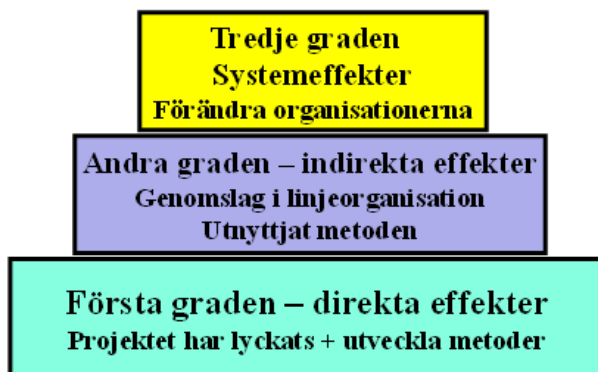 Tredje graden
Systemeffekter
Förändra organisationerna
Andra graden – indirekta effekter
Genomslag i linjeorganisation
Utnyttjat metoden
Första graden – direkta effekter
Projektet har lyckats + utveckla metoder